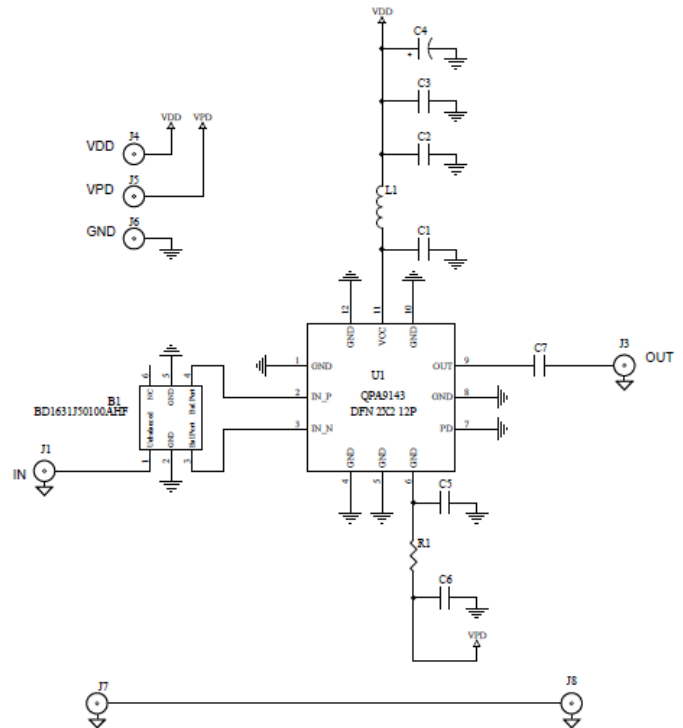 VDD
C4
+
C3
VDD
VPD
J4
VDD
C2
J5
VPD
L1
J6
GND
C1
12
11
10
GND
VCC
GND
1
GND
OUT
9
C7
J3
OUT
U1
6
5
4
NC
GND
Bal Port
2
IN_P
QPA9143
GND
8
B1
BD1631J50100AHF
DFN 2X2 12P
Unbalanced
GND
Bal Port
3
IN_N
PD
7
J1
IN
1
2
3
GND
GND
GND
4
5
6
C5
R1
C6
VPD
J7
J8